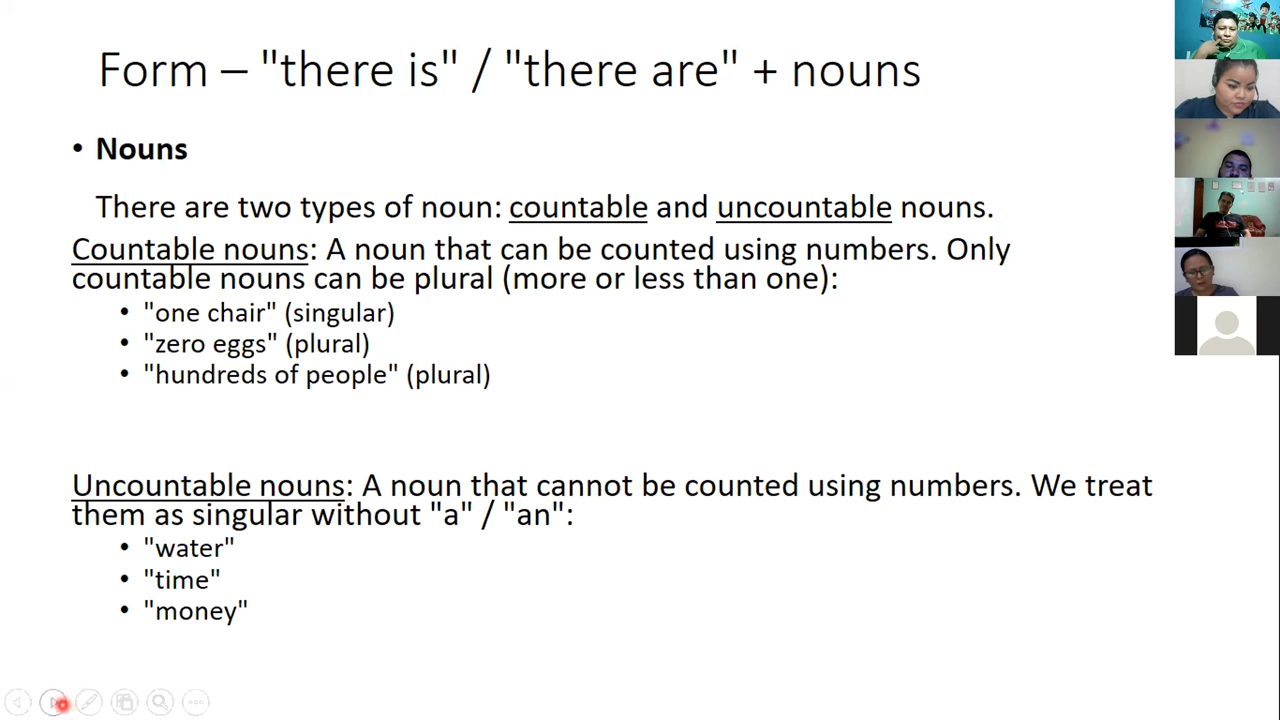 Form – "there is" / "there are" + nouns
• Nouns
There are two types of noun: countable and uncountable nouns.
Countable nouns: A noun that can be counted using numbers. Only
countable nouns can be plural (more or less than one):
• "one chair" (singular)
• "zero eggs" (plural)
• "hundreds of people" (plural)
Uncountable nouns: A noun that cannot be counted using numbers. We treat
them as singular without "a" / "an":
• "water"
• "time"
• "money"